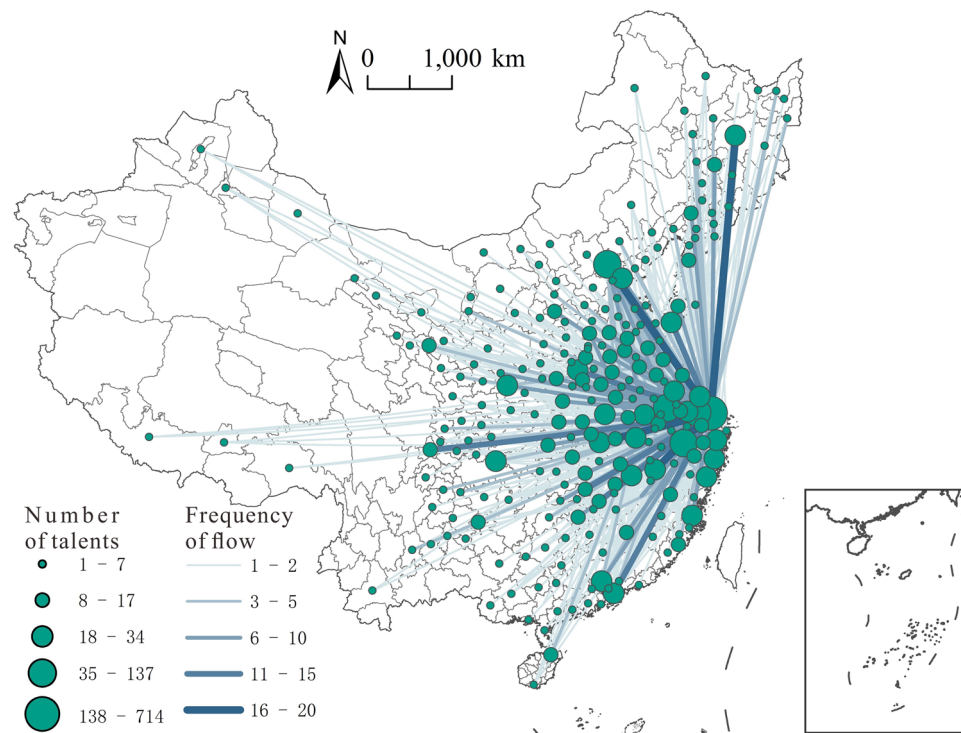 N
0 1,000 km
Number
of talents
1 – 7
8 – 17
18 – 34
35 – 137
138 – 714
Frequency
of flow
1 – 2
3 – 5
6 – 10
11 – 15
16 – 20